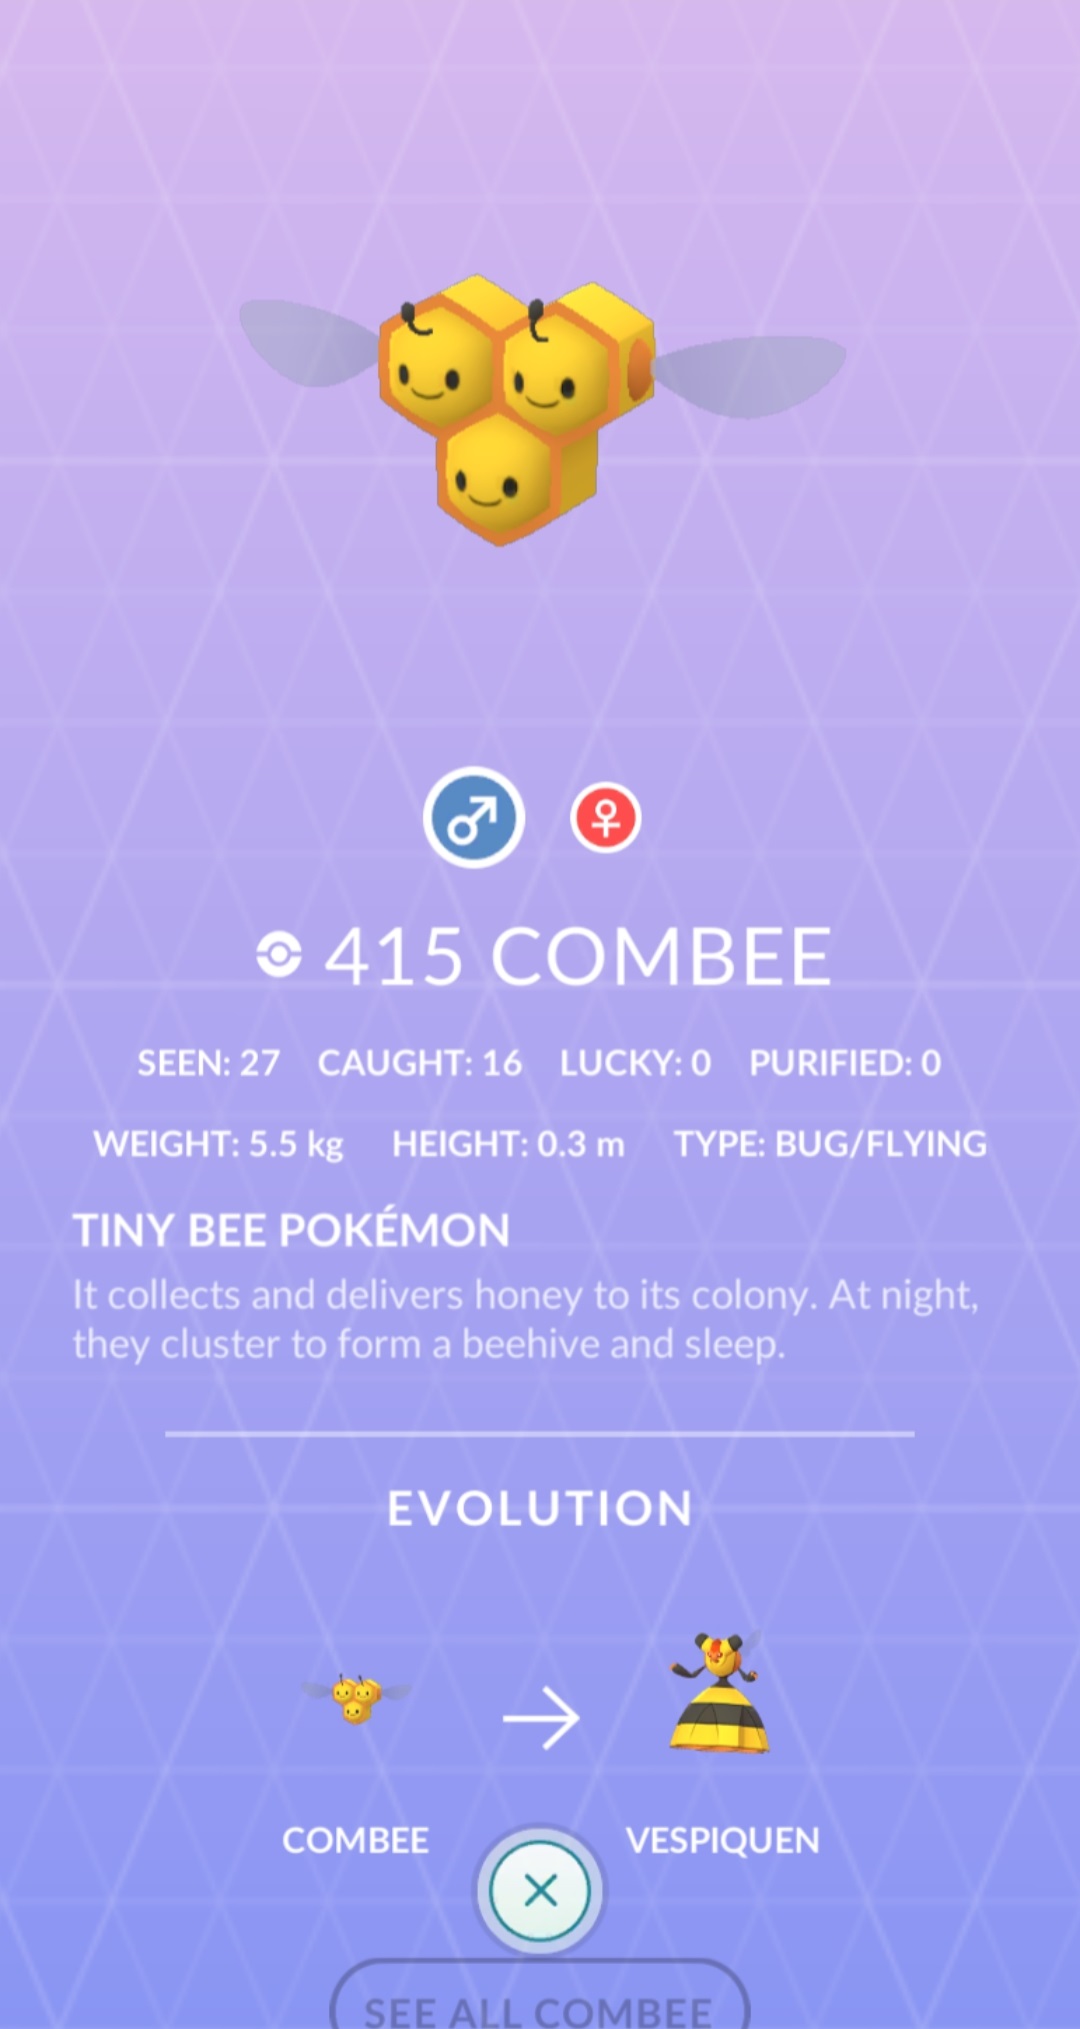 415 COMBEE
SEEN: 27 CAUGHT: 16 LUCKY: 0 PURIFIED: 0
WEIGHT: 5.5 kg HEIGHT: 0.3 m TYPE: BUG/FLYING
TINY BEE POKÉMON
It collects and delivers honey to its colony. At night,
they cluster to form a beehive and sleep.
EVOLUTION
COMBEE VESPIQUEN
SEE ALL COMBEE